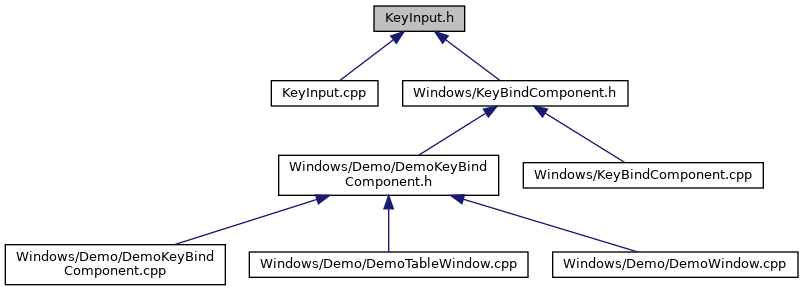 KeyInput.h
KeyInput.cpp
Windows/KeyBindComponent.h
Windows/Demo/DemoKeyBind
Component.h
Windows/KeyBindComponent.cpp
Windows/Demo/DemoKeyBind
Component.cpp
Windows/Demo/DemoTableWindow.cpp
Windows/Demo/DemoWindow.cpp